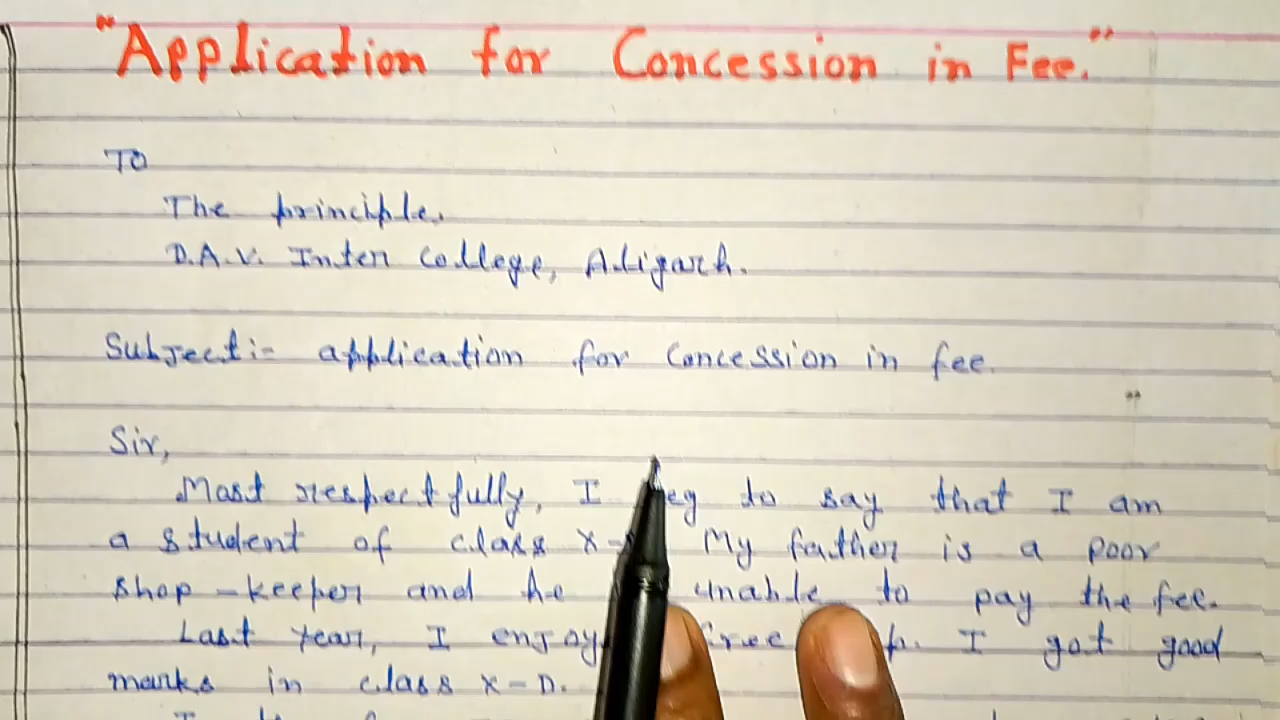 "Application for Concession in Fee."
To
The principle.
D.A.V. Inter College, Aligarh.
Subject:- application for concession in fee.
Sir,
Most respectfully, I to say that I am
a student of class X- My father is a poor
shop-keeper and he unable to pay the fee.
Last year, I I got good
marks in class X-D.